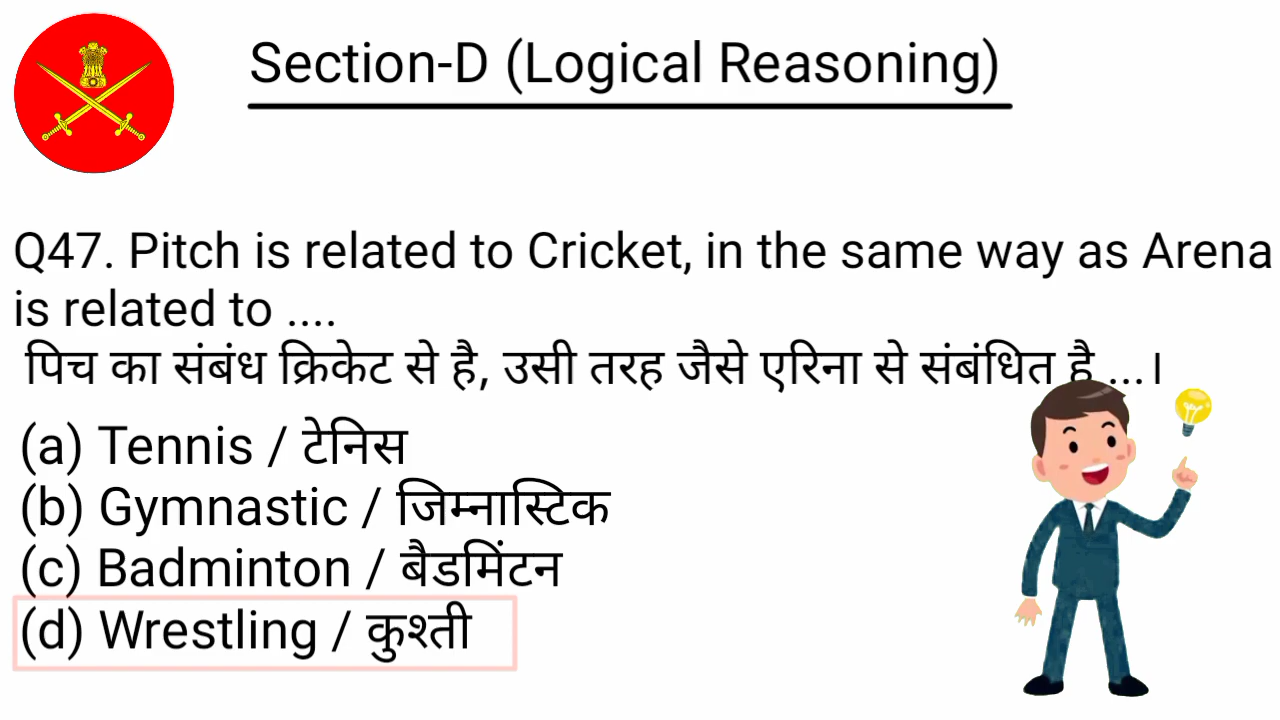 Section-D (Logical Reasoning)
Q47. Pitch is related to Cricket, in the same way as Arena
is related to ....
पिच का संबंध क्रिकेट से है, उसी तरह जैसे एरिना से संबंधित है ...।
(a) Tennis / टेनिस
(b) Gymnastic / जिम्नास्टिक
(c) Badminton / बैडमिंटन
(d) Wrestling / कुश्ती